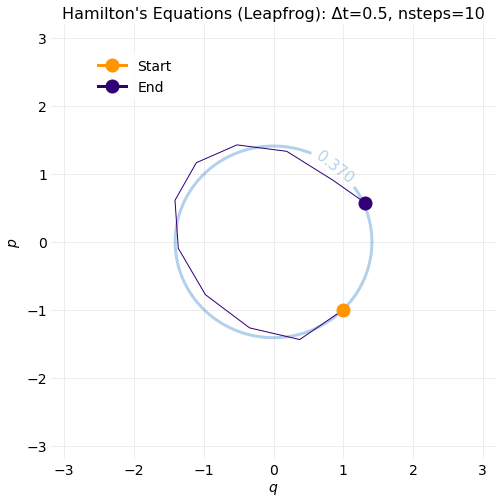 Hamilton's Equations (Leapfrog): Δt=0.5, nsteps=10
3
Start
End
2
0.370
1
p
0
−1
−2
−3
−3 −2 −1 0 1 2 3
q